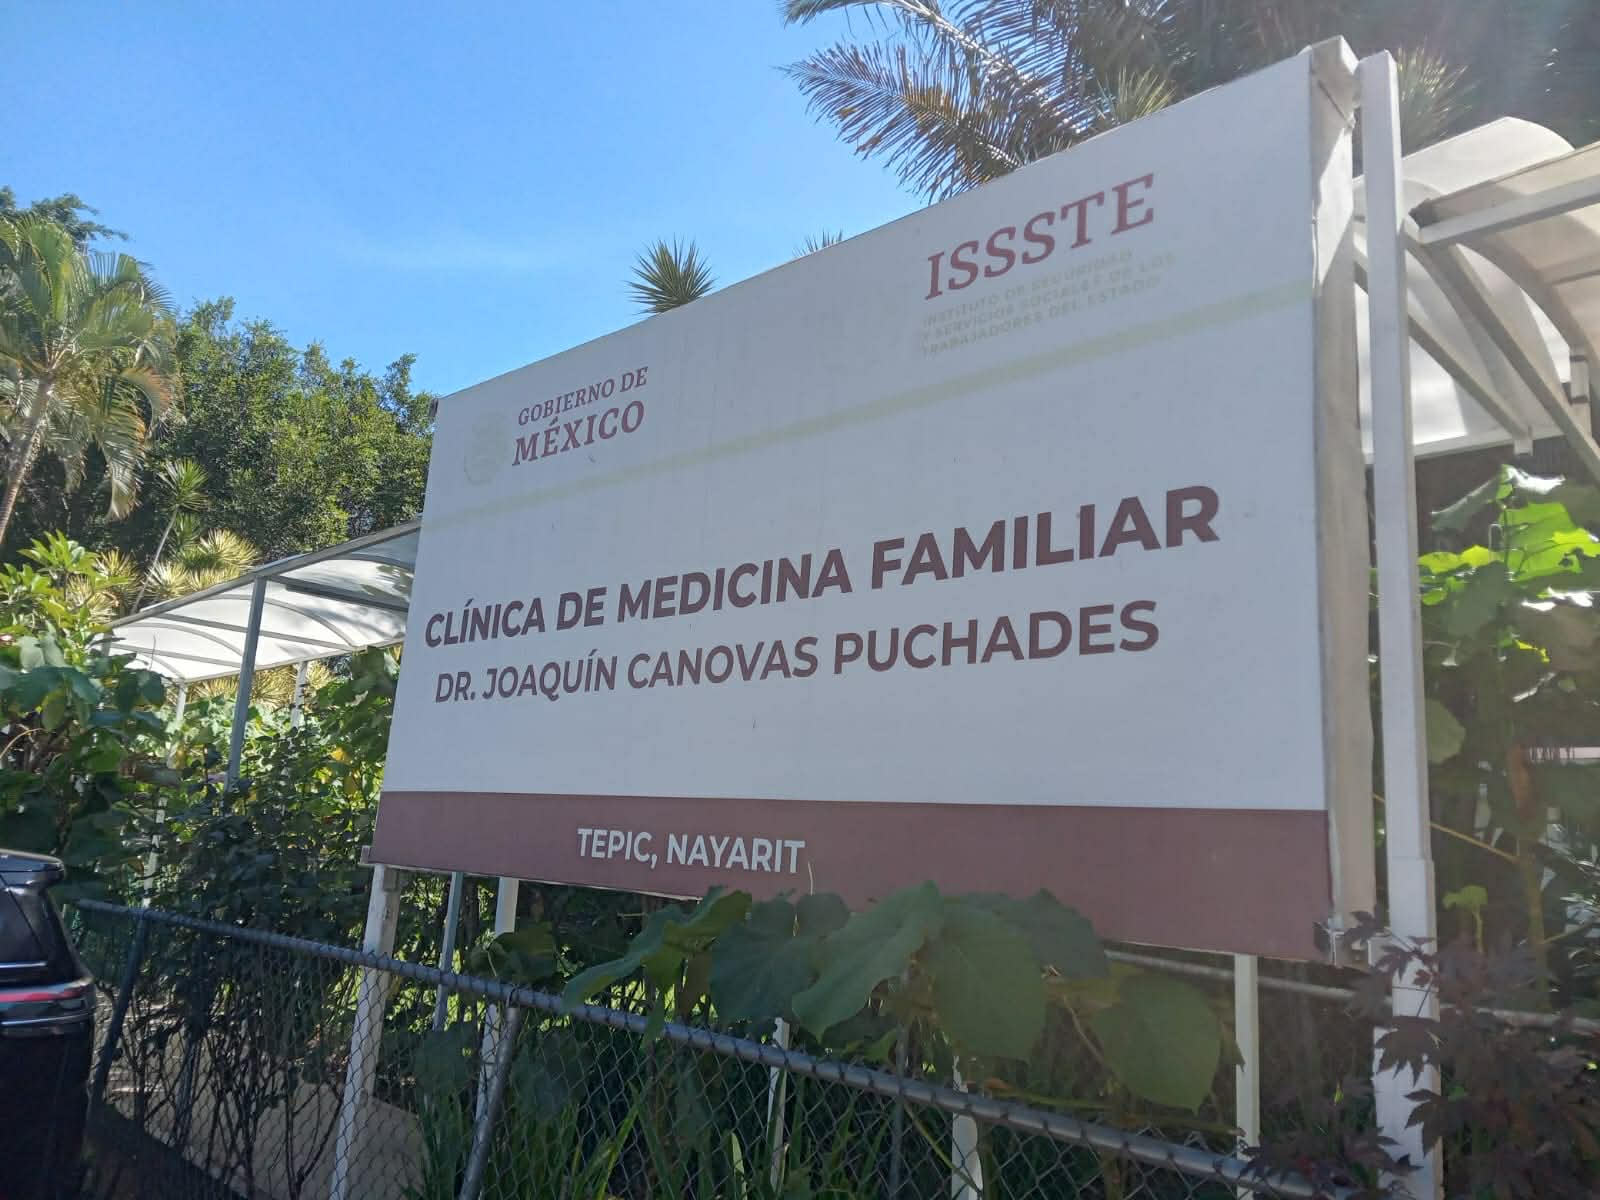 GOBIERNO DE
MÉXICO
ISSSTE
INSTITUTO DE SEGURIDAD
Y SERVICIOS SOCIALES DE LOS
TRABAJADORES DEL ESTADO
CLÍNICA DE MEDICINA FAMILIAR
DR. JOAQUÍN CANOVAS PUCHADES
TEPIC, NAYARIT